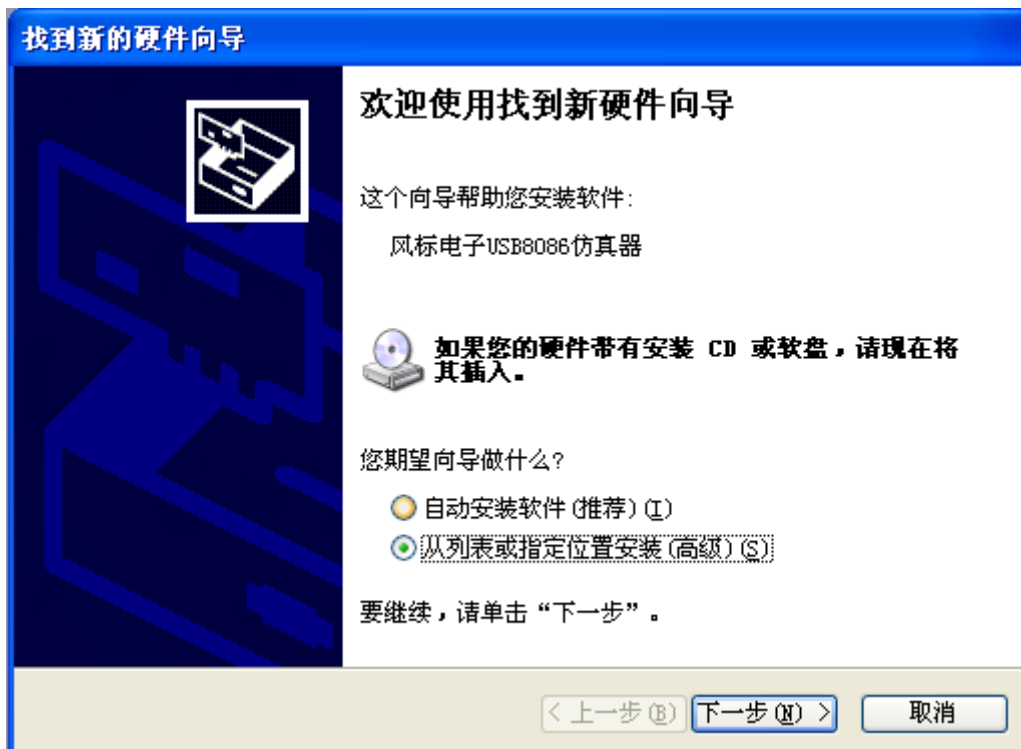 找到新的硬件向导
欢迎使用找到新硬件向导
这个向导帮助您安装软件:
风标电子USB8086仿真器
如果您的硬件带有安装 CD 或软盘，请现在将
其插入。
您期望向导做什么?
自动安装软件(推荐)(I)
从列表或指定位置安装(高级)(S)
要继续，请单击“下一步”。
< 上一步(B)
下一步(N) >
取消